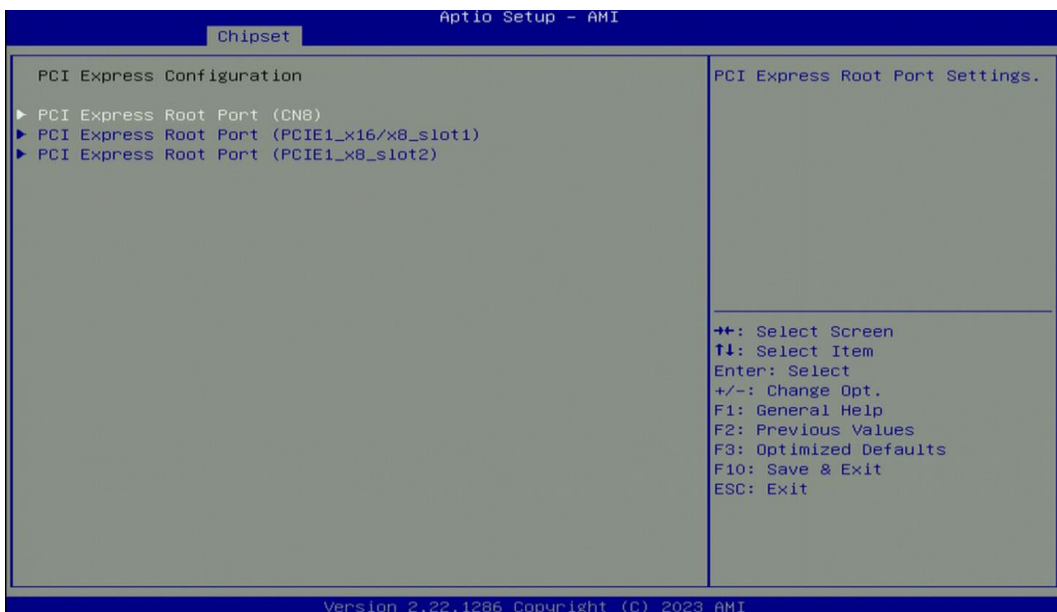 Aptio Setup - AMI
Chipset
PCI Express Configuration
▶ PCI Express Root Port (CN8)
▶ PCI Express Root Port (PCIE1_x16/x8_slot1)
▶ PCI Express Root Port (PCIE1_x8_slot2)
PCI Express Root Port Settings.
→←: Select Screen
↑↓: Select Item
Enter: Select
+/-: Change Opt.
F1: General Help
F2: Previous Values
F3: Optimized Defaults
F10: Save & Exit
ESC: Exit
Version 2.22.1286 Copyright (C) 2023 AMI